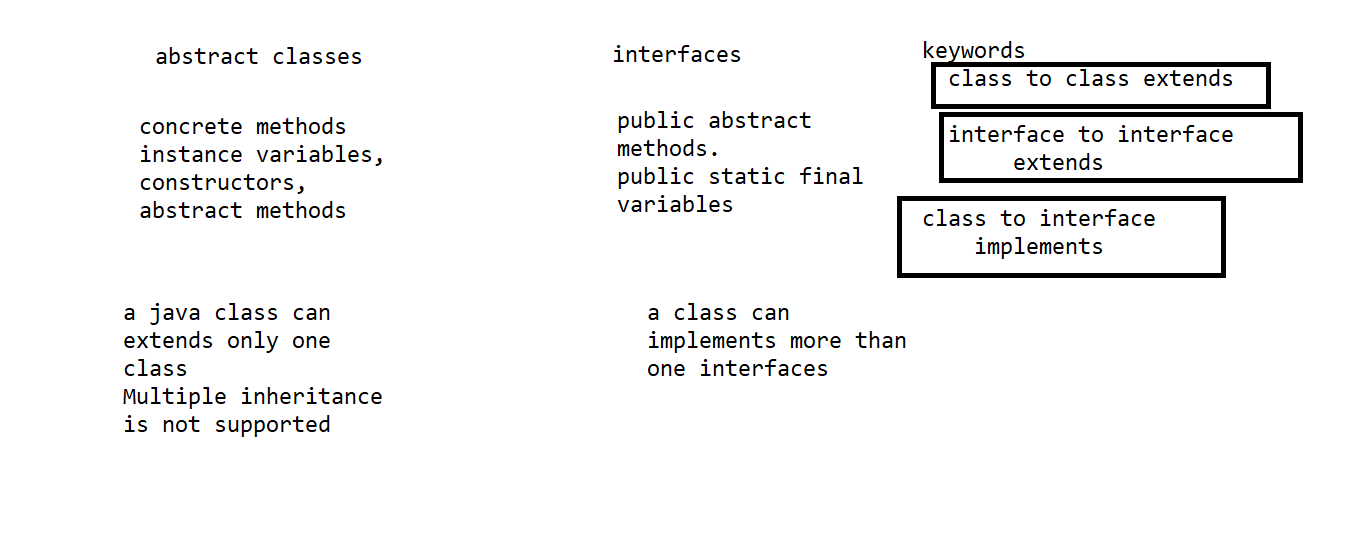 abstract classes
concrete methods
instance variables,
constructors,
abstract methods
a java class can
extends only one
class
Multiple inheritance
is not supported
interfaces
public abstract
methods.
public static final
variables
a class can
implements more than
one interfaces
keywords
class to class extends
interface to interface
extends
class to interface
implements